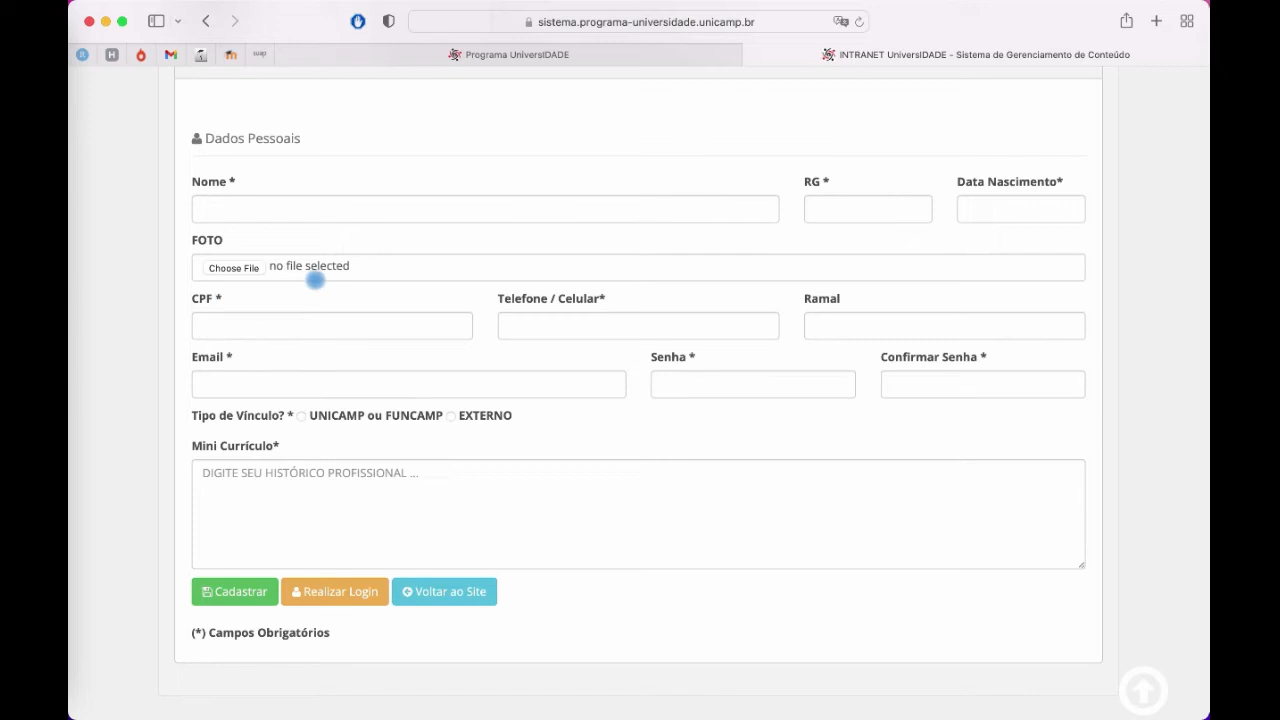 sistema.programa-universidade.unicamp.br
Programa UniversIDADE
INTRANET UniversIDADE - Sistema de Gerenciamento de Conteúdo
Dados Pessoais
Nome * RG * Data Nascimento*
FOTO
Choose File no file selected
CPF * Telefone / Celular* Ramal
Email * Senha * Confirmar Senha *
Tipo de Vínculo? * UNICAMP ou FUNCAMP EXTERNO
Mini Currículo*
DIGITE SEU HISTÓRICO PROFISSIONAL ...
Cadastrar Realizar Login Voltar ao Site
(*) Campos Obrigatórios